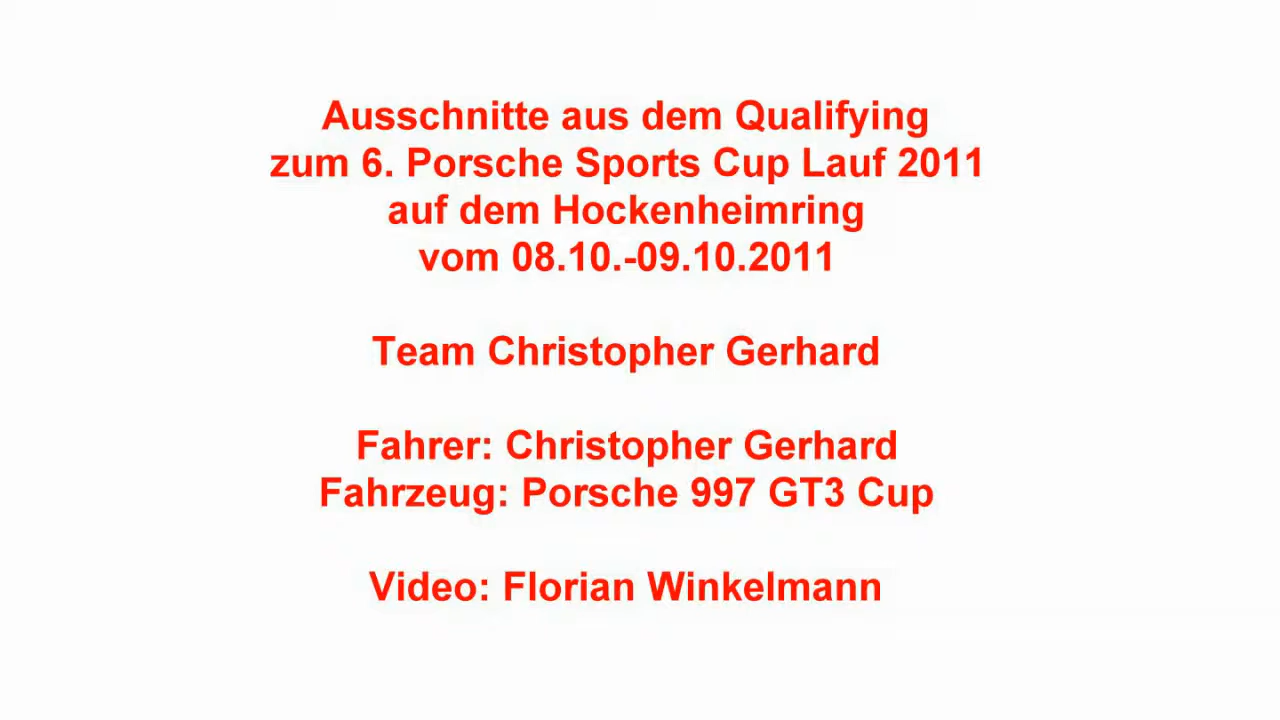 Ausschnitte aus dem Qualifying
zum 6. Porsche Sports Cup Lauf 2011
auf dem Hockenheimring
vom 08.10.-09.10.2011
Team Christopher Gerhard
Fahrer: Christopher Gerhard
Fahrzeug: Porsche 997 GT3 Cup
Video: Florian Winkelmann